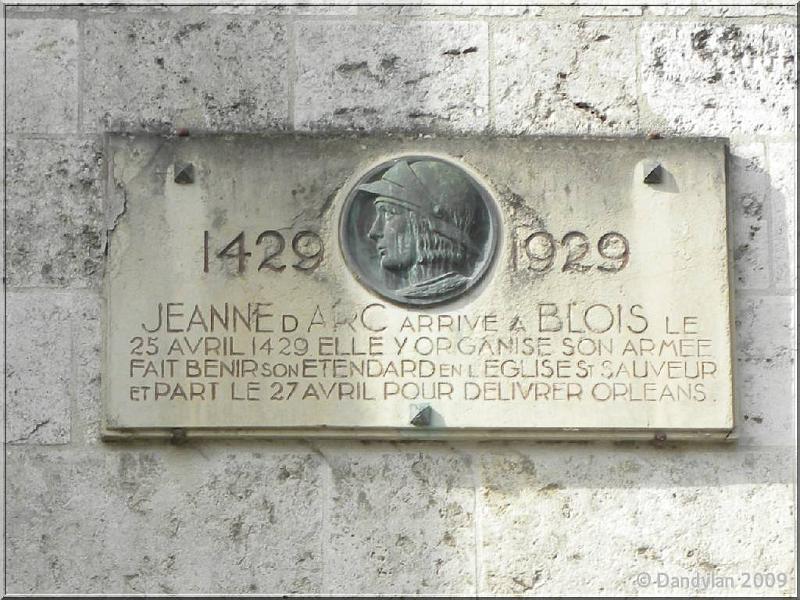 1429 1929
JEANNE D ARC ARRIVE A BLOIS LE
25 AVRIL 1429 ELLE Y ORGANISE SON ARMEE
FAIT BENIR SON ETENDARD EN L EGLISE ST SAUVEUR
ET PART LE 27 AVRIL POUR DELIVRER ORLEANS.
© Dandylan 2009